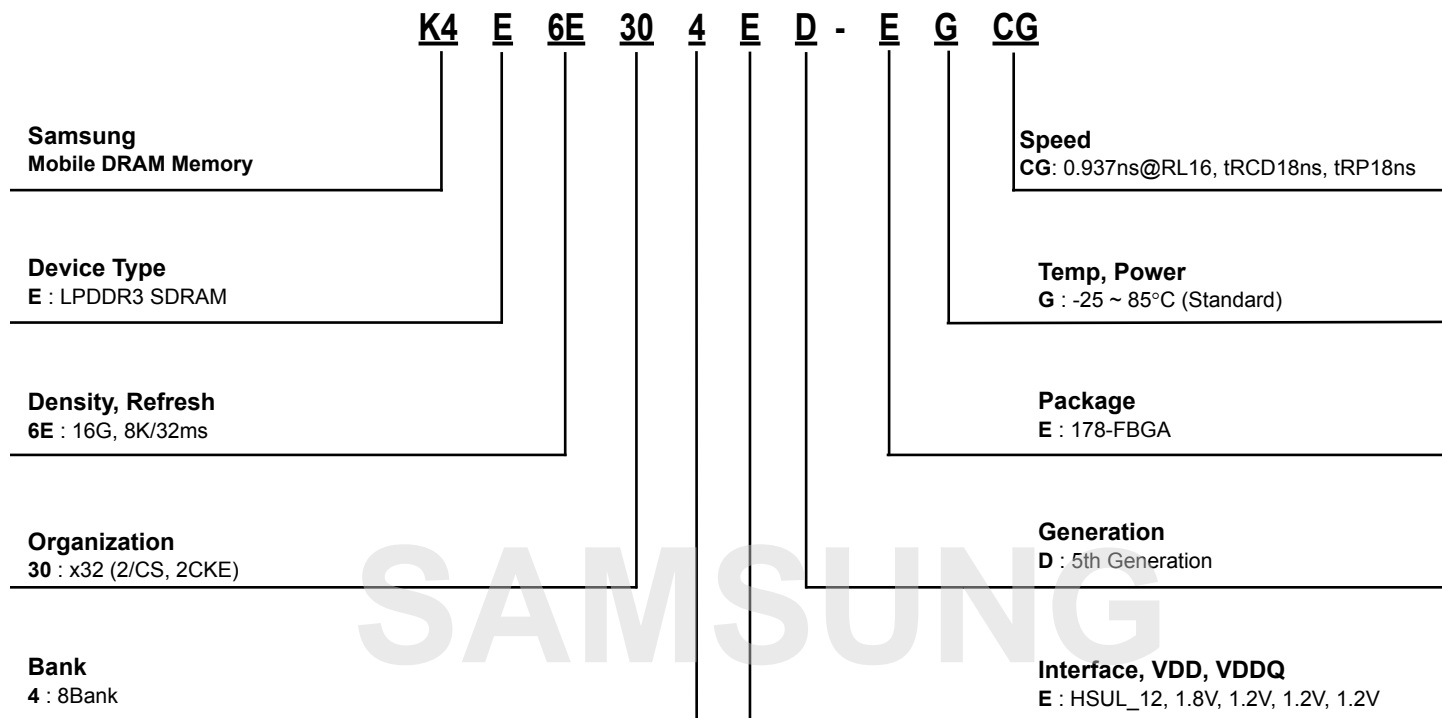 K4 E 6E 30 4 E D - E G CG
Samsung
Mobile DRAM Memory
Device Type
E : LPDDR3 SDRAM
Density, Refresh
6E : 16G, 8K/32ms
Organization
30 : x32 (2/CS, 2CKE)
Bank
4 : 8Bank
Speed
CG: 0.937ns@RL16, tRCD18ns, tRP18ns
Temp, Power
G : -25 ~ 85°C (Standard)
Package
E : 178-FBGA
Generation
D : 5th Generation
Interface, VDD, VDDQ
E : HSUL_12, 1.8V, 1.2V, 1.2V, 1.2V
SAMSUNG